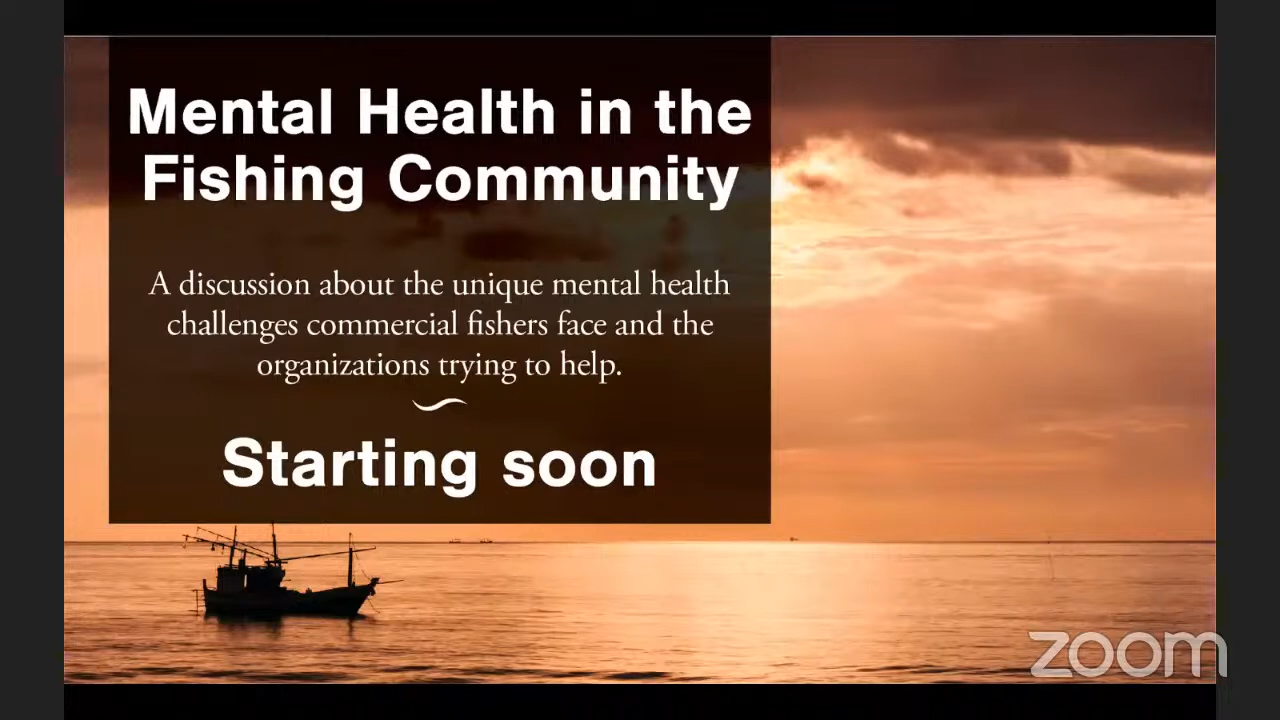 Mental Health in the
Fishing Community
A discussion about the unique mental health
challenges commercial fishers face and the
organizations trying to help.
Starting soon
zoom